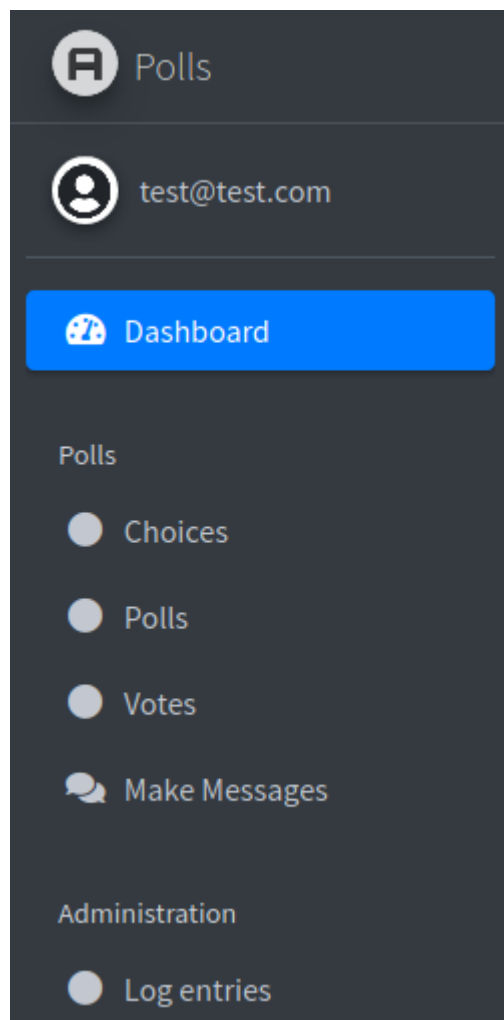 Polls
test@test.com
Dashboard
Polls
Choices
Polls
Votes
Make Messages
Administration
Log entries